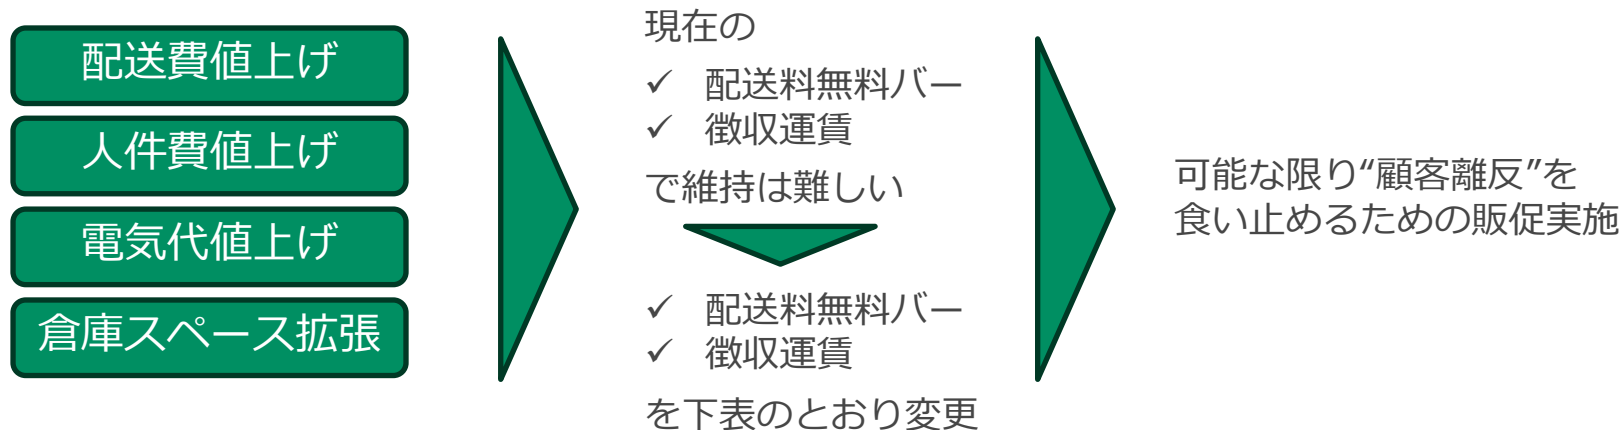 配送費値上げ
人件費値上げ
電気代値上げ
倉庫スペース拡張
現在の
✓ 配送料無料バー
✓ 徴収運賃
で維持は難しい
✓ 配送料無料バー
✓ 徴収運賃
を下表のとおり変更
可能な限り“顧客離反”を
食い止めるための販促実施